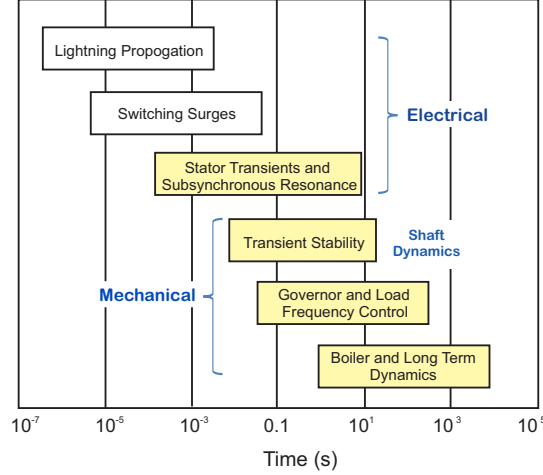 Lightning Propogation
Switching Surges
Electrical
Stator Transients and
Subsynchronous Resonance
Transient Stability
Shaft
Dynamics
Mechanical
Governor and Load
Frequency Control
Boiler and Long Term
Dynamics
10⁻⁷ 10⁻⁵ 10⁻³ 0.1 10¹ 10³ 10⁵
Time (s)